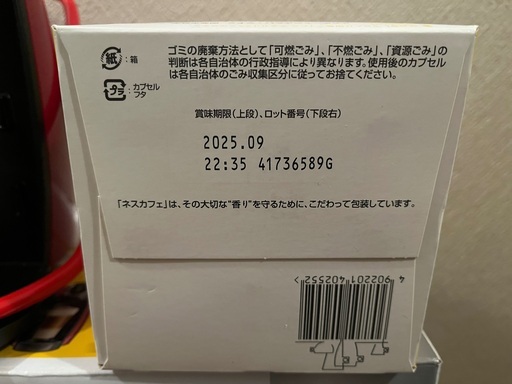 ゴミの廃棄方法として「可燃ごみ」、「不燃ごみ」、「資源ごみ」の
判断は各自治体の行政指導により異なります。使用後のカプセル
は各自治体のごみ収集区分に従ってお捨てください。
紙 : 箱
プラ : カプセル
フタ
賞味期限(上段)、ロット番号(下段右)
2025.09
22:35 41736589G
「ネスカフェ」は、その大切な"香り"を守るために、こだわって包装しています。
4 902201 402552 >